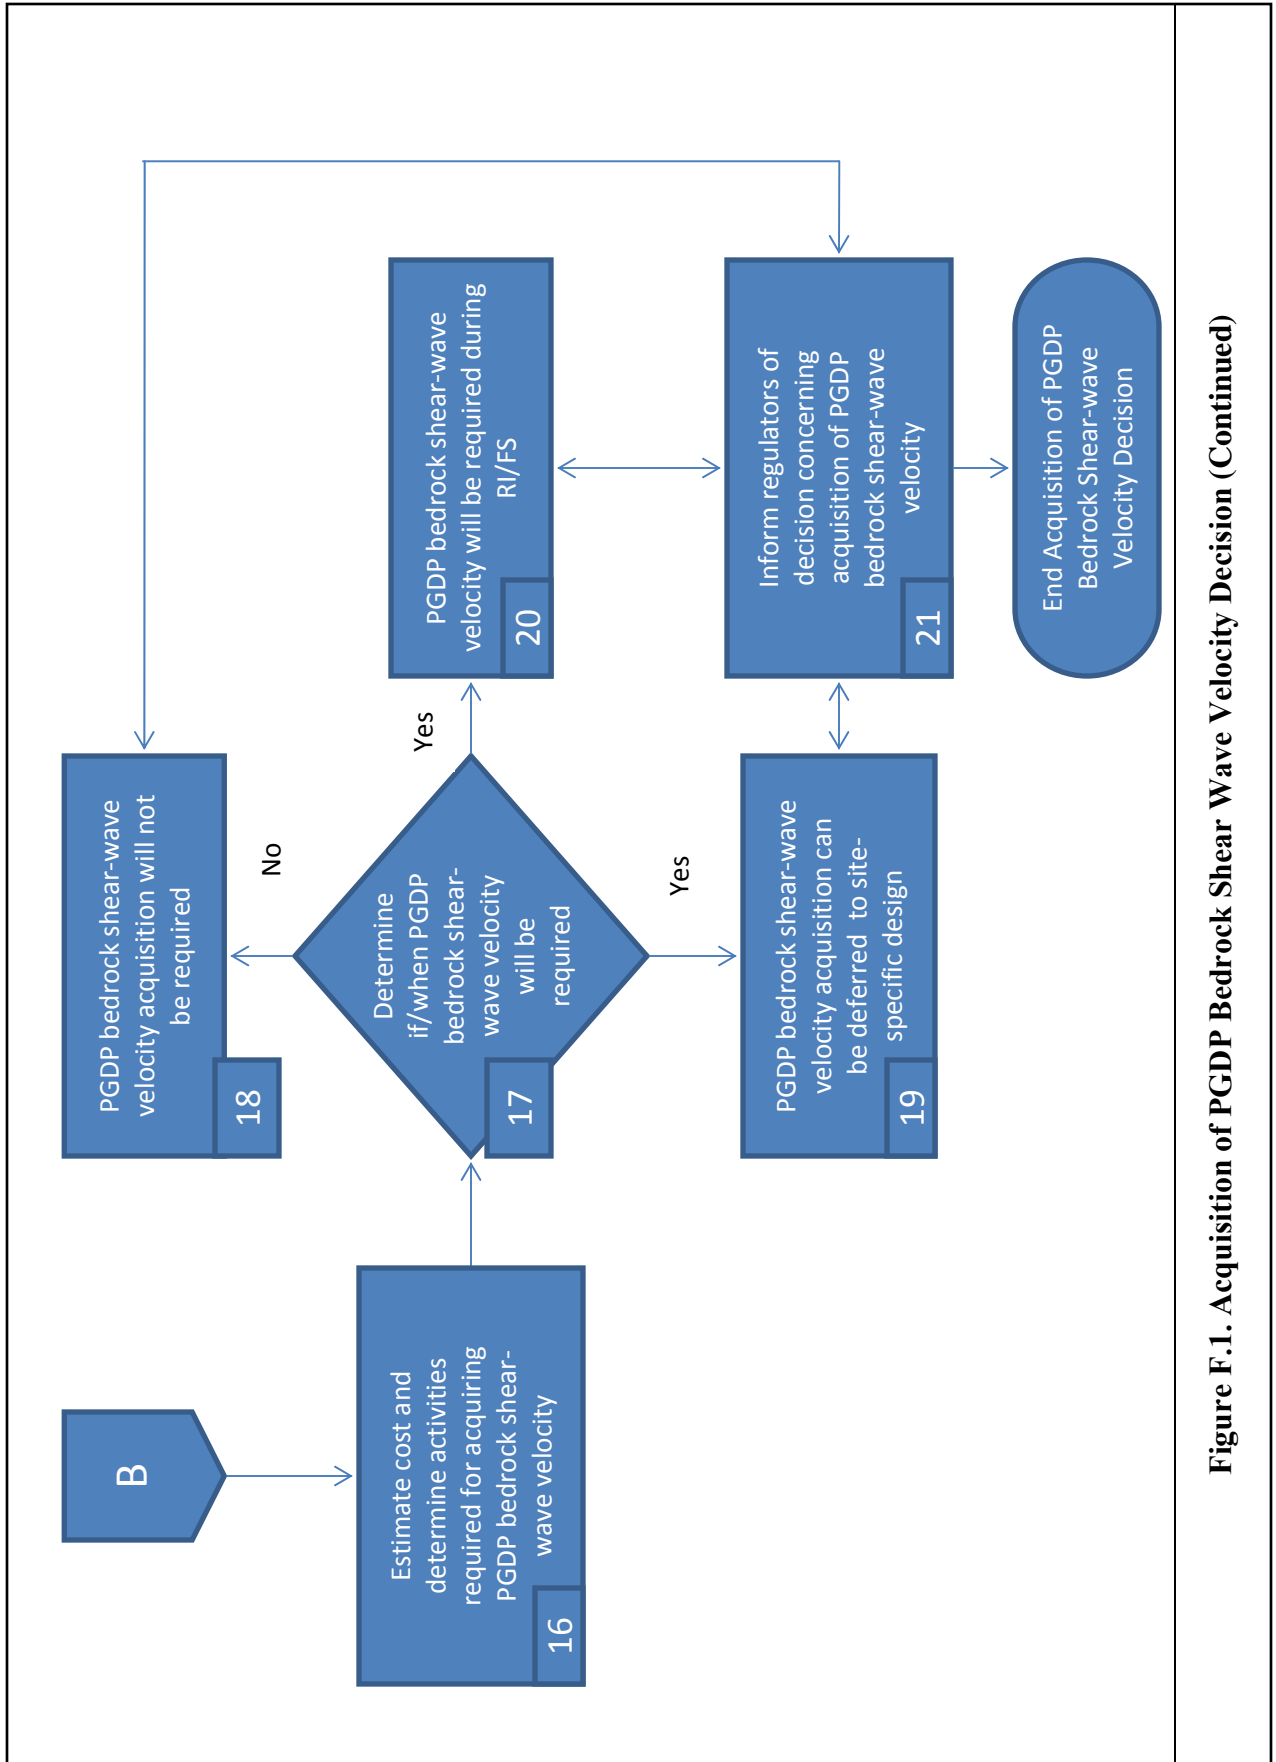 B
Estimate cost and
determine activities
required for acquiring
PGDP bedrock shear-
wave velocity
16
Determine
if/when PGDP
bedrock shear-
wave velocity
will be
required
17
No
PGDP bedrock shear-wave
velocity acquisition will not
be required
18
Yes
PGDP bedrock shear-wave
velocity acquisition can
be deferred to site-
specific design
19
Yes
PGDP bedrock shear-wave
velocity will be required during
RI/FS
20
Inform regulators of
decision concerning
acquisition of PGDP
bedrock shear-wave
velocity
21
End Acquisition of PGDP
Bedrock Shear-wave
Velocity Decision
Figure F.1. Acquisition of PGDP Bedrock Shear Wave Velocity Decision (Continued)